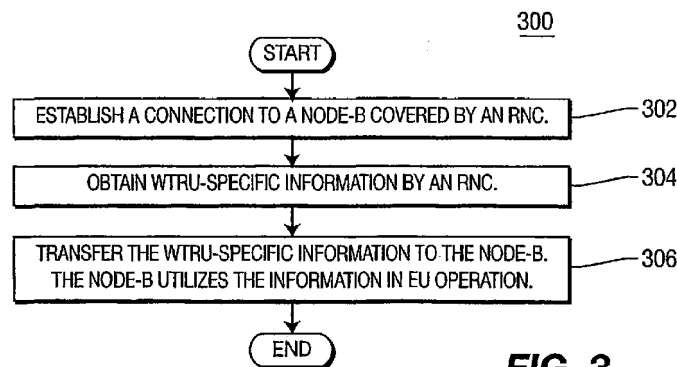 300
START
ESTABLISH A CONNECTION TO A NODE-B COVERED BY AN RNC.
302
OBTAIN WTRU-SPECIFIC INFORMATION BY AN RNC.
304
TRANSFER THE WTRU-SPECIFIC INFORMATION TO THE NODE-B.
THE NODE-B UTILIZES THE INFORMATION IN EU OPERATION.
306
END
FIG. 3